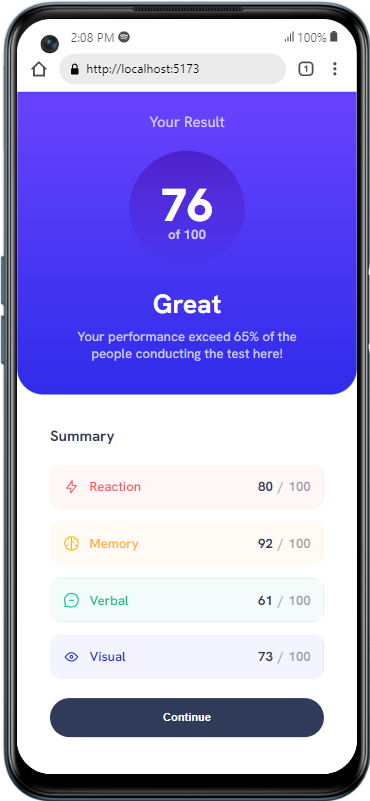 2:08 PM 100%
http://localhost:5173 1
Your Result
76
of 100
Great
Your performance exceed 65% of the
people conducting the test here!
Summary
Reaction 80 / 100
Memory 92 / 100
Verbal 61 / 100
Visual 73 / 100
Continue